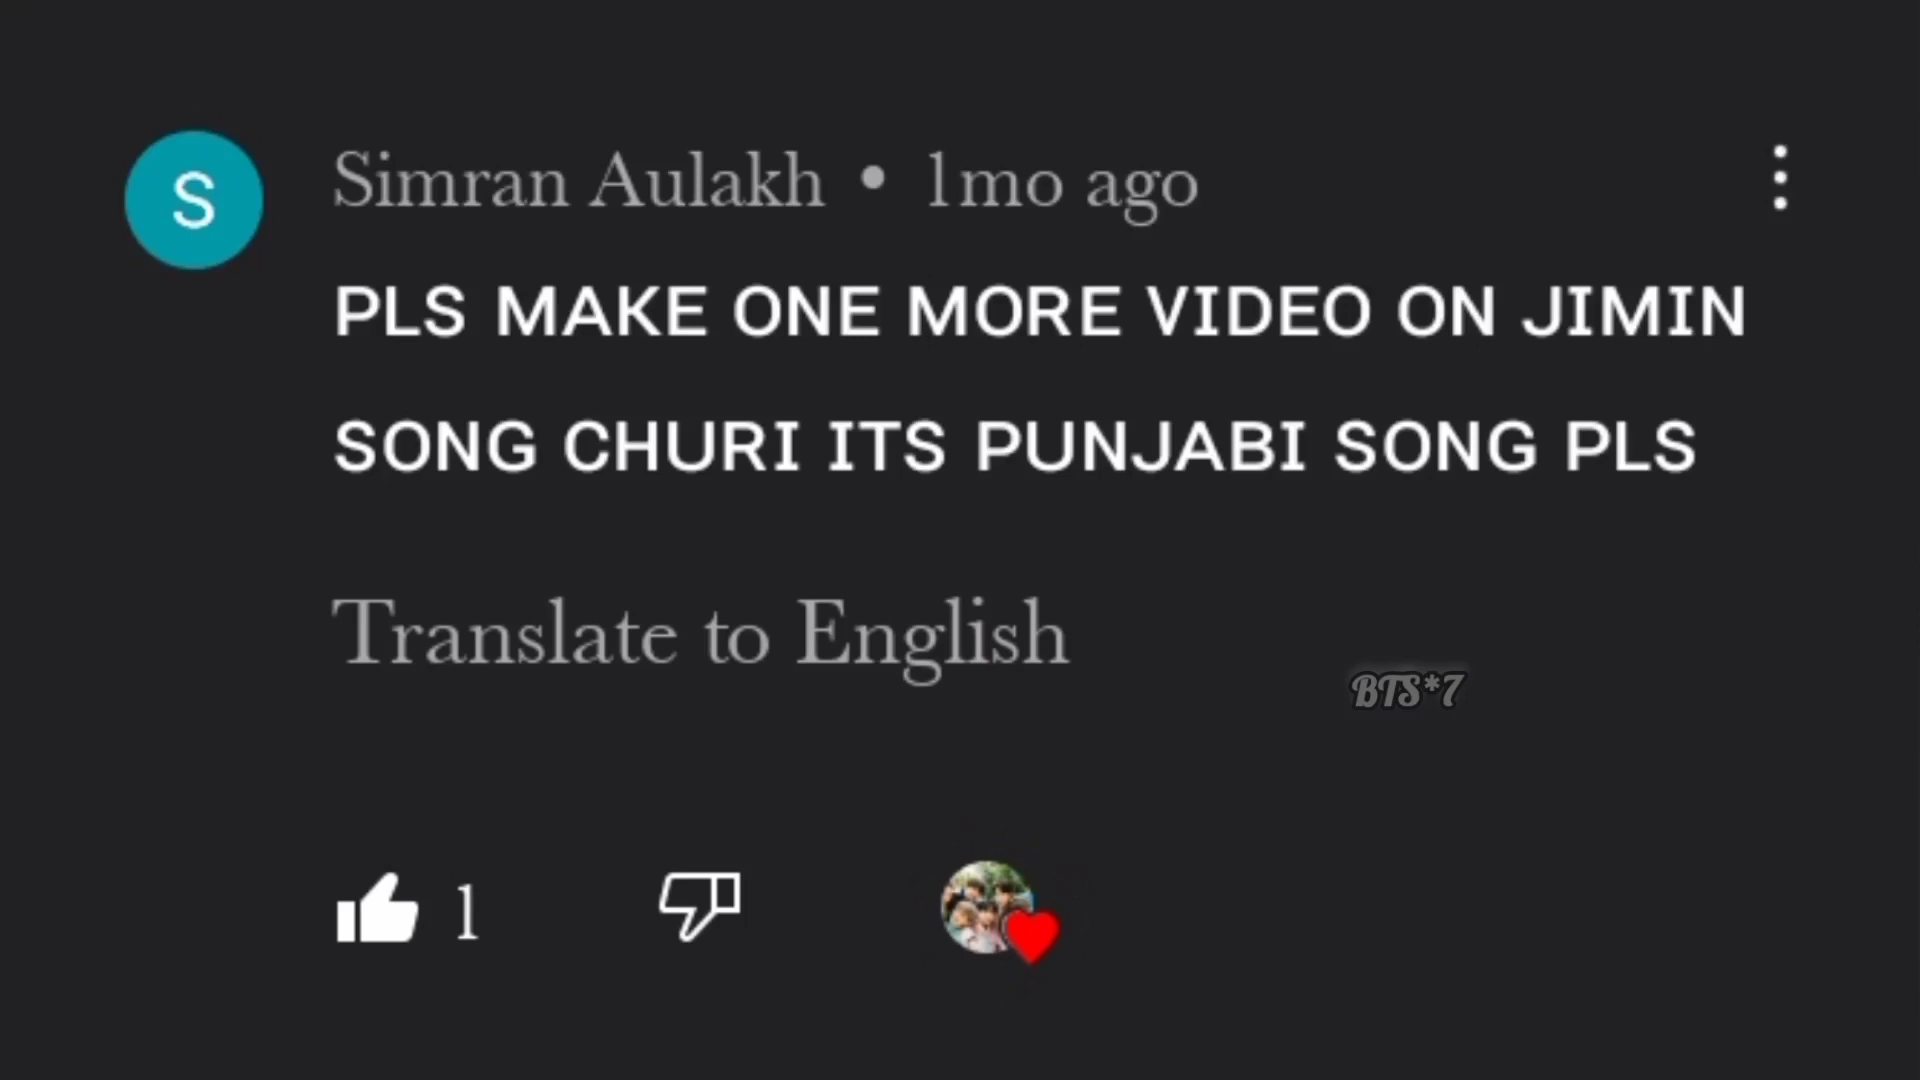 S
Simran Aulakh • 1mo ago
PLS MAKE ONE MORE VIDEO ON JIMIN
SONG CHURI ITS PUNJABI SONG PLS
Translate to English
BTS*7
1